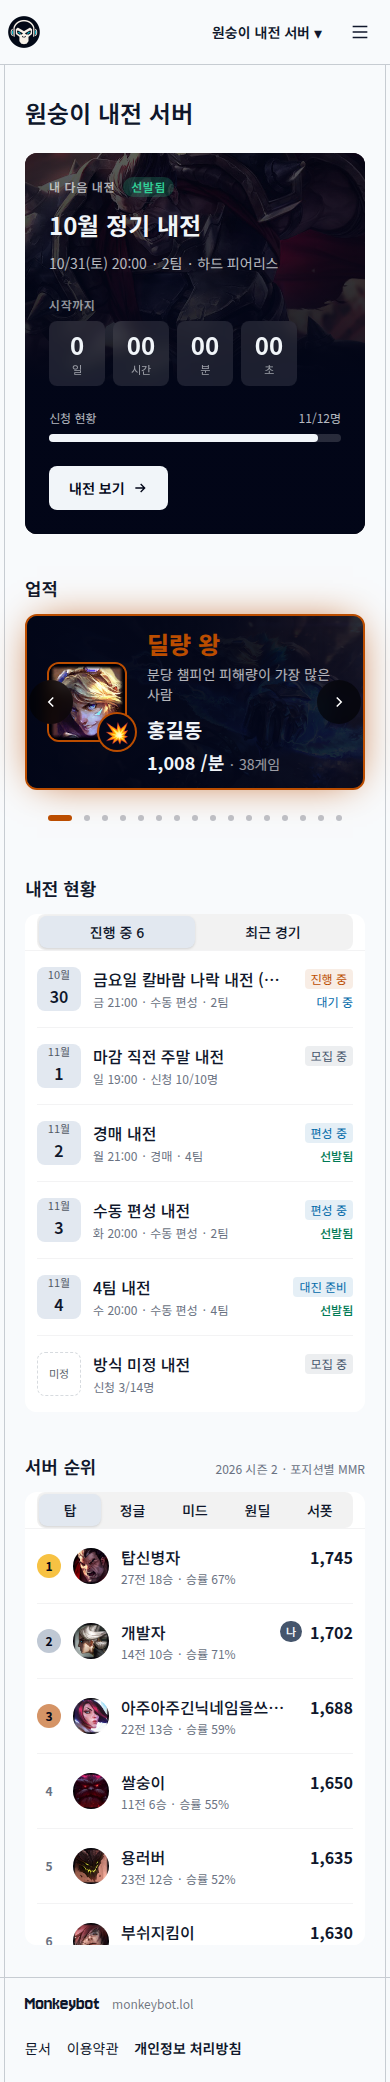 원숭이 내전 서버 ▾
원숭이 내전 서버
내 다음 내전 선발됨
10월 정기 내전
10/31(토) 20:00 · 2팀 · 하드 피어리스
시작까지
0 00 00 00
일 시간 분 초
신청 현황 11/12명
내전 보기 →
업적
딜량 왕
분당 챔피언 피해량이 가장 많은
사람
홍길동
1,008 /분 · 38게임
내전 현황
진행 중 6 최근 경기
10월 30 금요일 칼바람 나락 내전 (… 진행 중
금 21:00 · 수동 편성 · 2팀 대기 중
11월 1 마감 직전 주말 내전 모집 중
일 19:00 · 신청 10/10명
11월 2 경매 내전 편성 중
월 21:00 · 경매 · 4팀 선발됨
11월 3 수동 편성 내전 편성 중
화 20:00 · 수동 편성 · 2팀 선발됨
11월 4 4팀 내전 대진 준비
수 20:00 · 수동 편성 · 4팀 선발됨
미정 방식 미정 내전 모집 중
신청 3/14명
서버 순위 2026 시즌 2 · 포지션별 MMR
탑 정글 미드 원딜 서폿
1 탑신병자 1,745
27전 18승 · 승률 67%
2 개발자 나 1,702
14전 10승 · 승률 71%
3 아주아주긴닉네임을쓰… 1,688
22전 13승 · 승률 59%
4 쌀숭이 1,650
11전 6승 · 승률 55%
5 용러버 1,635
23전 12승 · 승률 52%
6 부쉬지킴이 1,630
Monkeybot monkeybot.lol
문서 이용약관 개인정보 처리방침